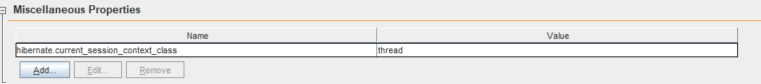 Miscellaneous Properties
Name Value
hibernate.current_session_context_class thread
Add... Edit... Remove